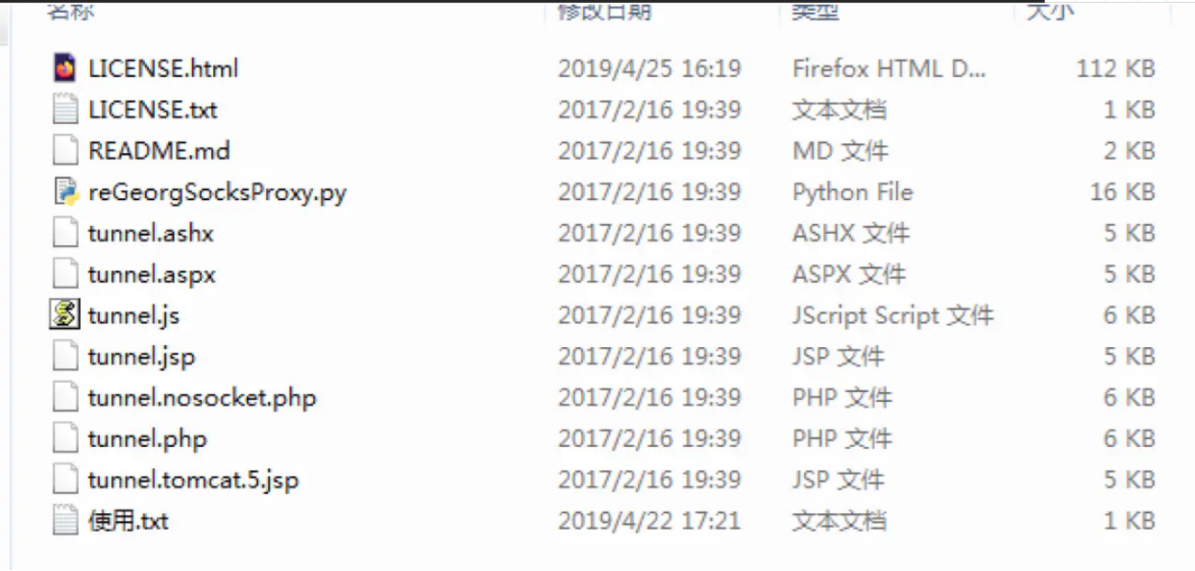 名称 修改日期 类型 大小
LICENSE.html 2019/4/25 16:19 Firefox HTML D... 112 KB
LICENSE.txt 2017/2/16 19:39 文本文档 1 KB
README.md 2017/2/16 19:39 MD 文件 2 KB
reGeorgSocksProxy.py 2017/2/16 19:39 Python File 16 KB
tunnel.ashx 2017/2/16 19:39 ASHX 文件 5 KB
tunnel.aspx 2017/2/16 19:39 ASPX 文件 5 KB
tunnel.js 2017/2/16 19:39 JScript Script 文件 6 KB
tunnel.jsp 2017/2/16 19:39 JSP 文件 5 KB
tunnel.nosocket.php 2017/2/16 19:39 PHP 文件 6 KB
tunnel.php 2017/2/16 19:39 PHP 文件 6 KB
tunnel.tomcat.5.jsp 2017/2/16 19:39 JSP 文件 5 KB
使用.txt 2019/4/22 17:21 文本文档 1 KB